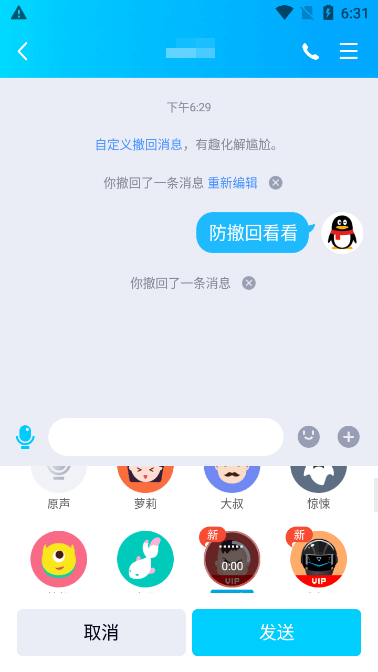 6:31
下午6:29
自定义撤回消息，有趣化解尴尬。
你撤回了一条消息 重新编辑
防撤回看看
你撤回了一条消息
原声 萝莉 大叔 惊悚
新 新
0:00
VIP VIP
取消 发送